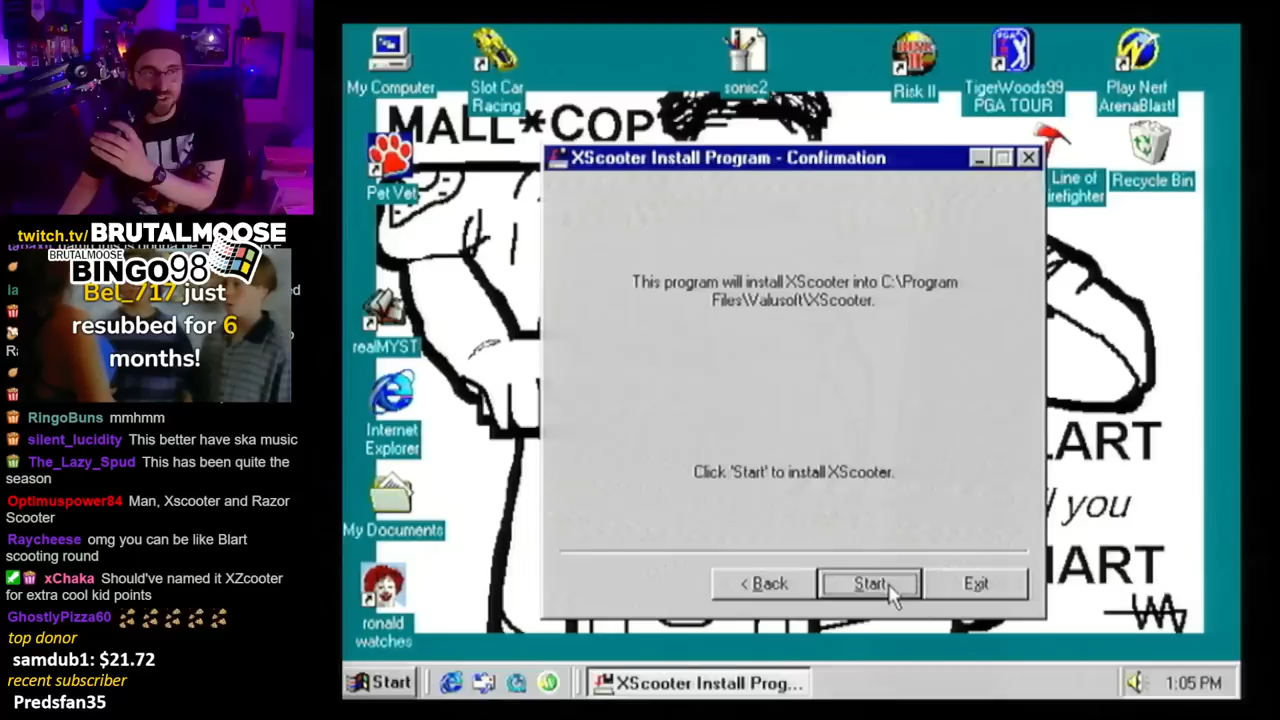 twitch.tv/BRUTALMOOSE
BRUTALMOOSE
BINGO98
Bel_717 just
resubbed for 6
months!
RingoBuns mmhmm
silent_lucidity This better have ska music
The_Lazy_Spud This has been quite the
season
Optimuspower84 Man, Xscooter and Razor
Scooter
Raycheese omg you can be like Blart
scooting round
xChaka Should've named it XZcooter
for extra cool kid points
GhostlyPizza60
top donor
samdub1: $21.72
recent subscriber
Predsfan35
My Computer
Slot Car
Racing
sonic2
Risk II
TigerWoods99
PGA TOUR
Play Nerf
ArenaBlast!
MALL*COP
Pet Vet
Line of
irefighter
Recycle Bin
realMYST
Internet
Explorer
My Documents
ronald
watches
XScooter Install Program - Confirmation
This program will install XScooter into C:\Program
Files\Valusoft\XScooter.
Click 'Start' to install XScooter.
< Back
Start
Exit
LART
you
HART
Start
XScooter Install Prog...
1:05 PM